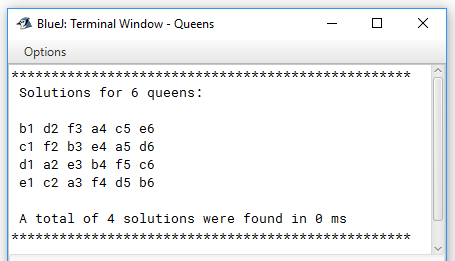 BlueJ: Terminal Window - Queens
Options
**************************************************
Solutions for 6 queens:
b1 d2 f3 a4 c5 e6
c1 f2 b3 e4 a5 d6
d1 a2 e3 b4 f5 c6
e1 c2 a3 f4 d5 b6
A total of 4 solutions were found in 0 ms
**************************************************